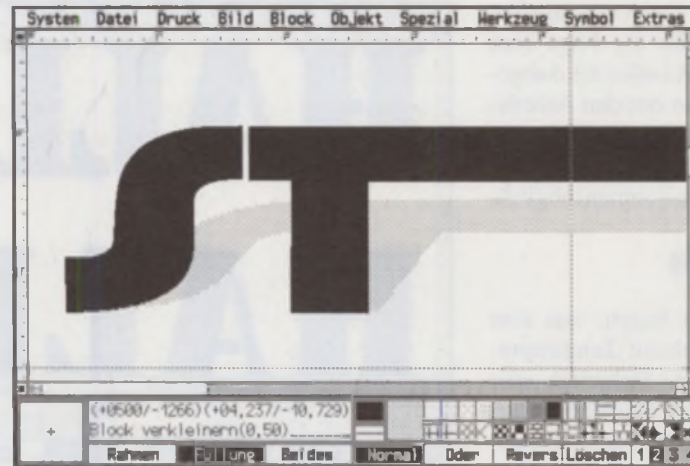 System Datei Druck Bild Block Objekt Spezial Werkzeug Symbol Extras
ST
(+0500/-1266)(+04,237/-10,729)
Block verkleinern(0,50)
Rahmen Füllung Beides Normal Oder Revers Löschen 1 2 3